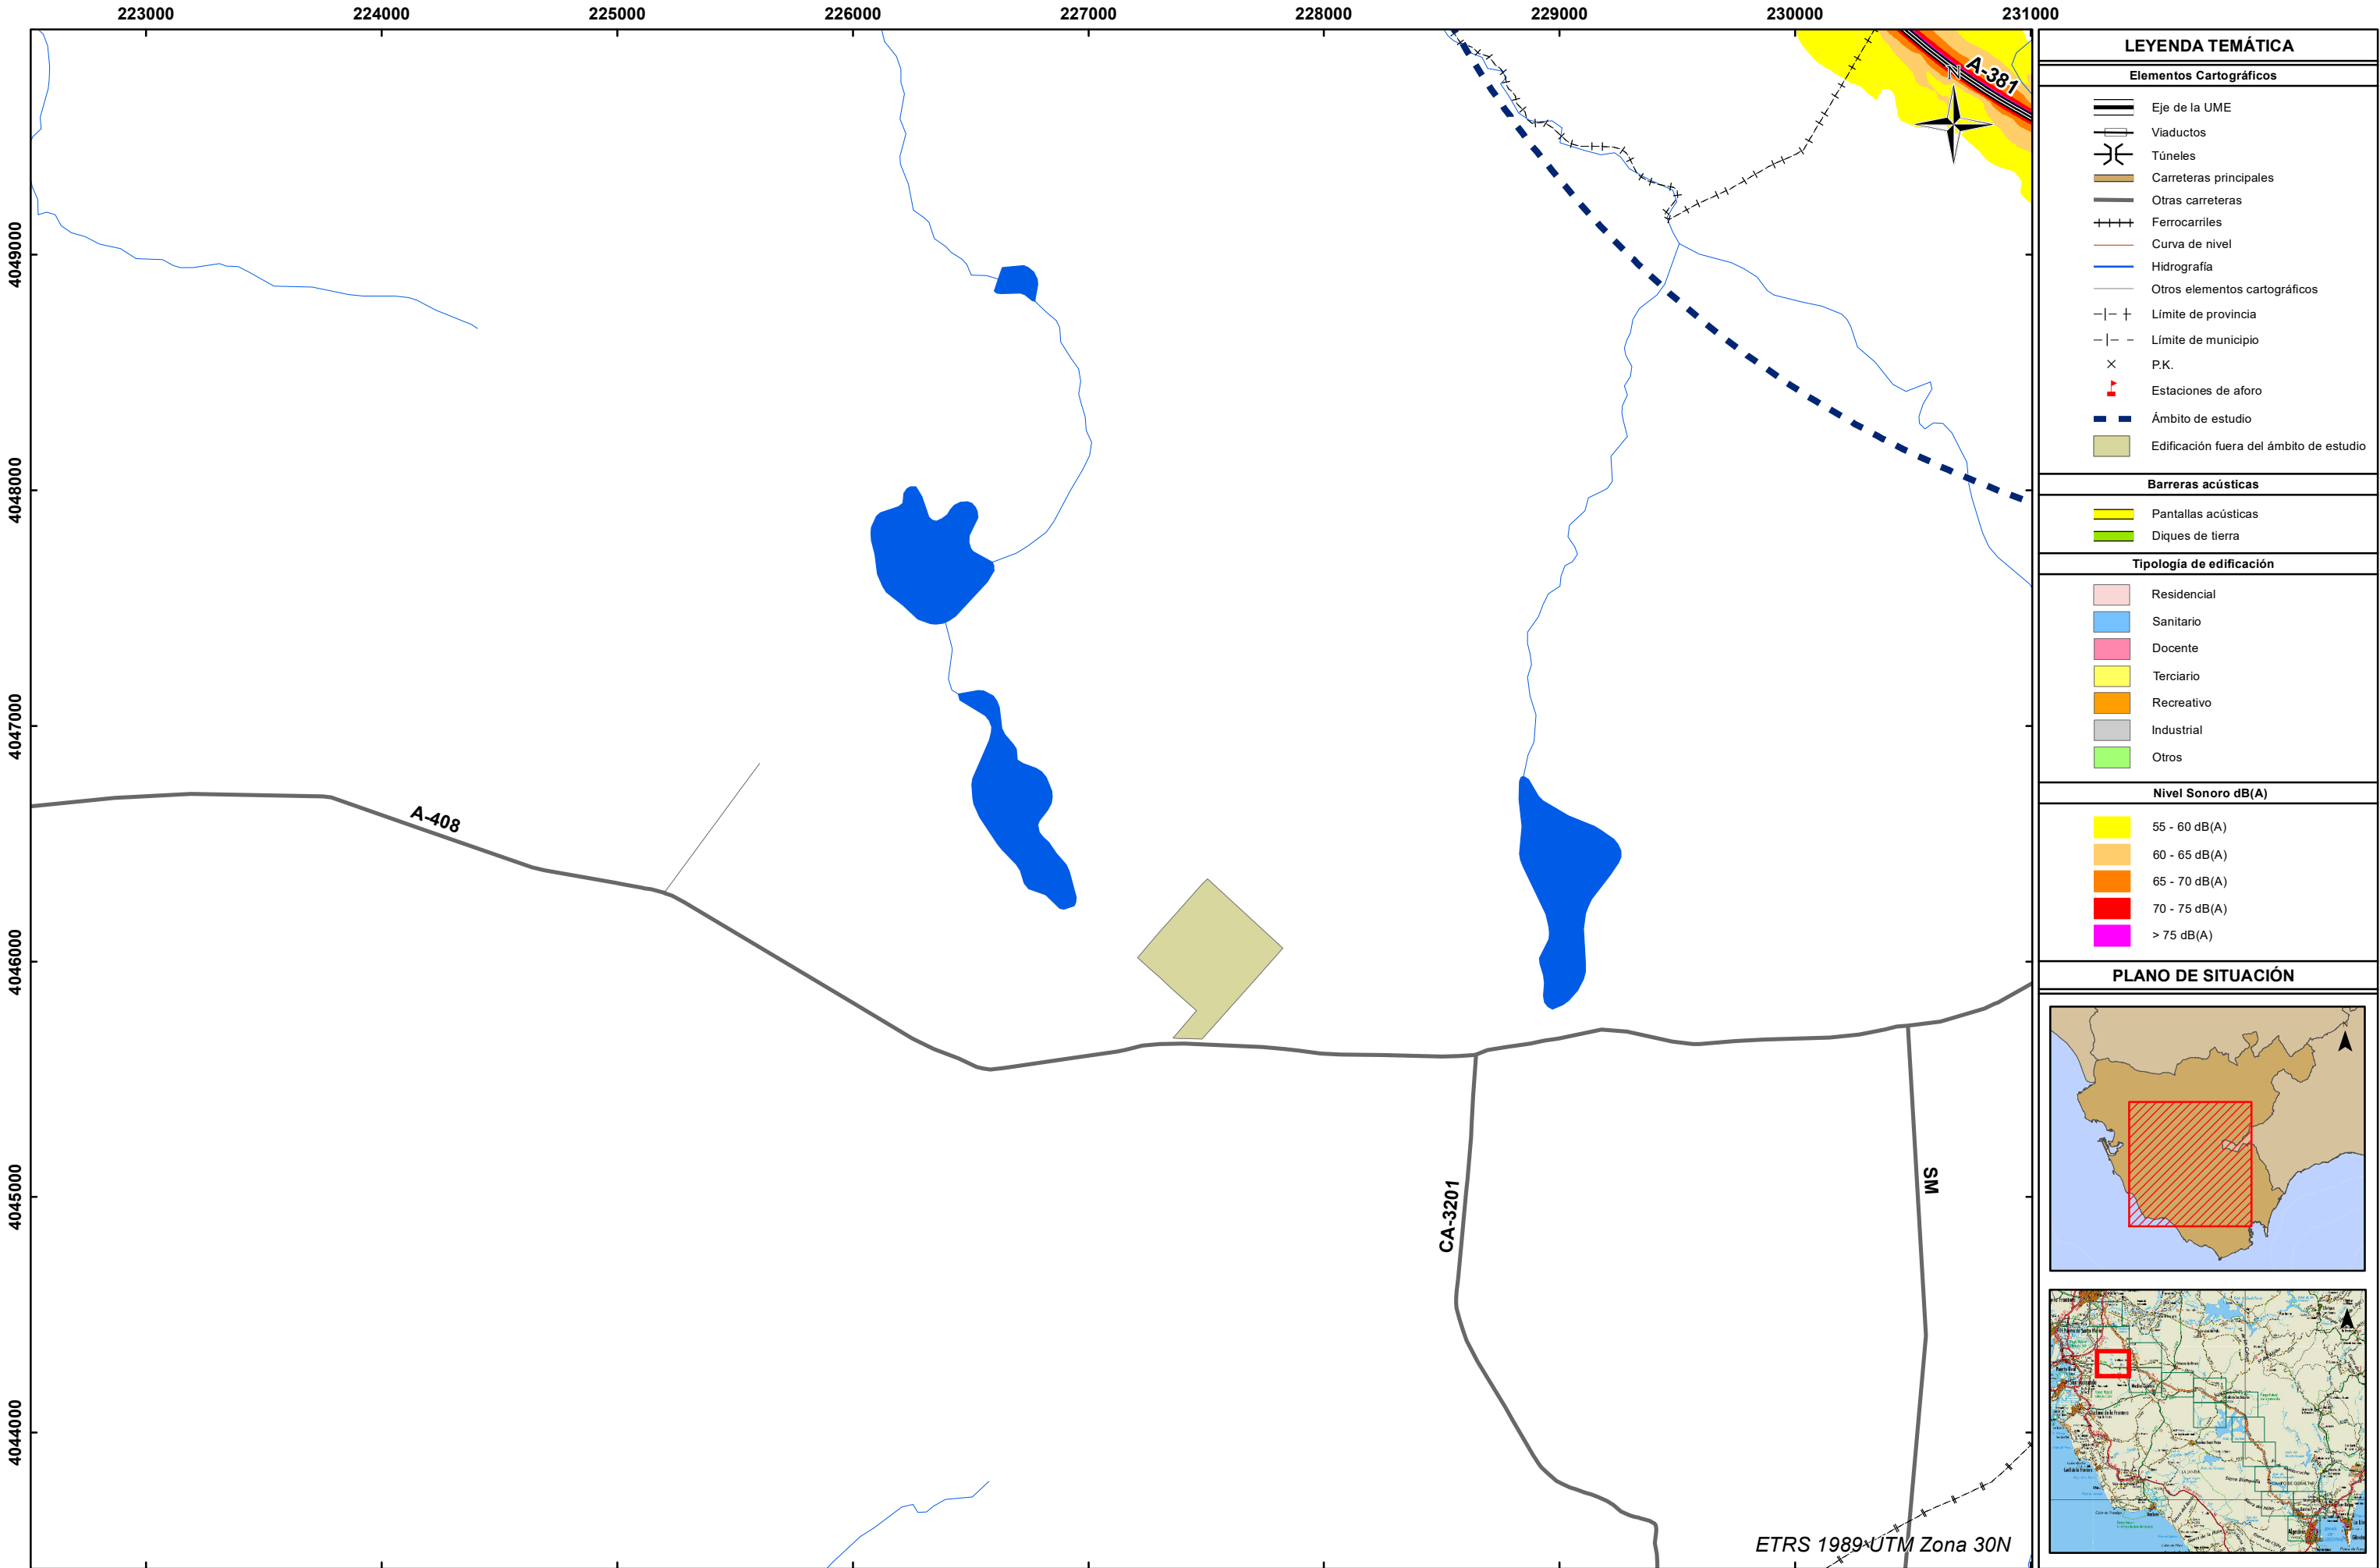 223000 224000 225000 226000 227000 228000 229000 230000 231000
4049000
4048000
4047000
4046000
4045000
4044000
A-381
N
A-408
CA-3201
SM
ETRS 1989 UTM Zona 30N
LEYENDA TEMÁTICA
Elementos Cartográficos
Eje de la UME
Viaductos
Túneles
Carreteras principales
Otras carreteras
Ferrocarriles
Curva de nivel
Hidrografía
Otros elementos cartográficos
Límite de provincia
Límite de municipio
P.K.
Estaciones de aforo
Ámbito de estudio
Edificación fuera del ámbito de estudio
Barreras acústicas
Pantallas acústicas
Diques de tierra
Tipología de edificación
Residencial
Sanitario
Docente
Terciario
Recreativo
Industrial
Otros
Nivel Sonoro dB(A)
55 - 60 dB(A)
60 - 65 dB(A)
65 - 70 dB(A)
70 - 75 dB(A)
> 75 dB(A)
PLANO DE SITUACIÓN